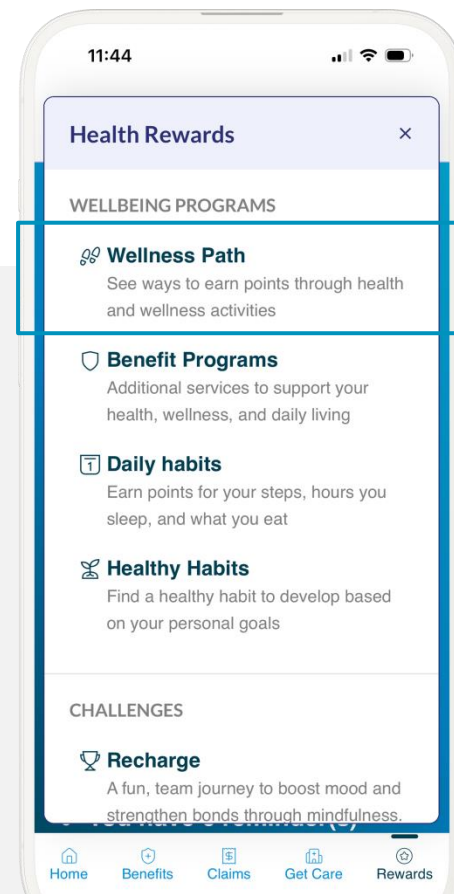 11:44
Health Rewards ×
WELLBEING PROGRAMS
Wellness Path
See ways to earn points through health
and wellness activities
Benefit Programs
Additional services to support your
health, wellness, and daily living
1 Daily habits
Earn points for your steps, hours you
sleep, and what you eat
Healthy Habits
Find a healthy habit to develop based
on your personal goals
CHALLENGES
Recharge
A fun, team journey to boost mood and
strengthen bonds through mindfulness.
Home Benefits Claims Get Care Rewards